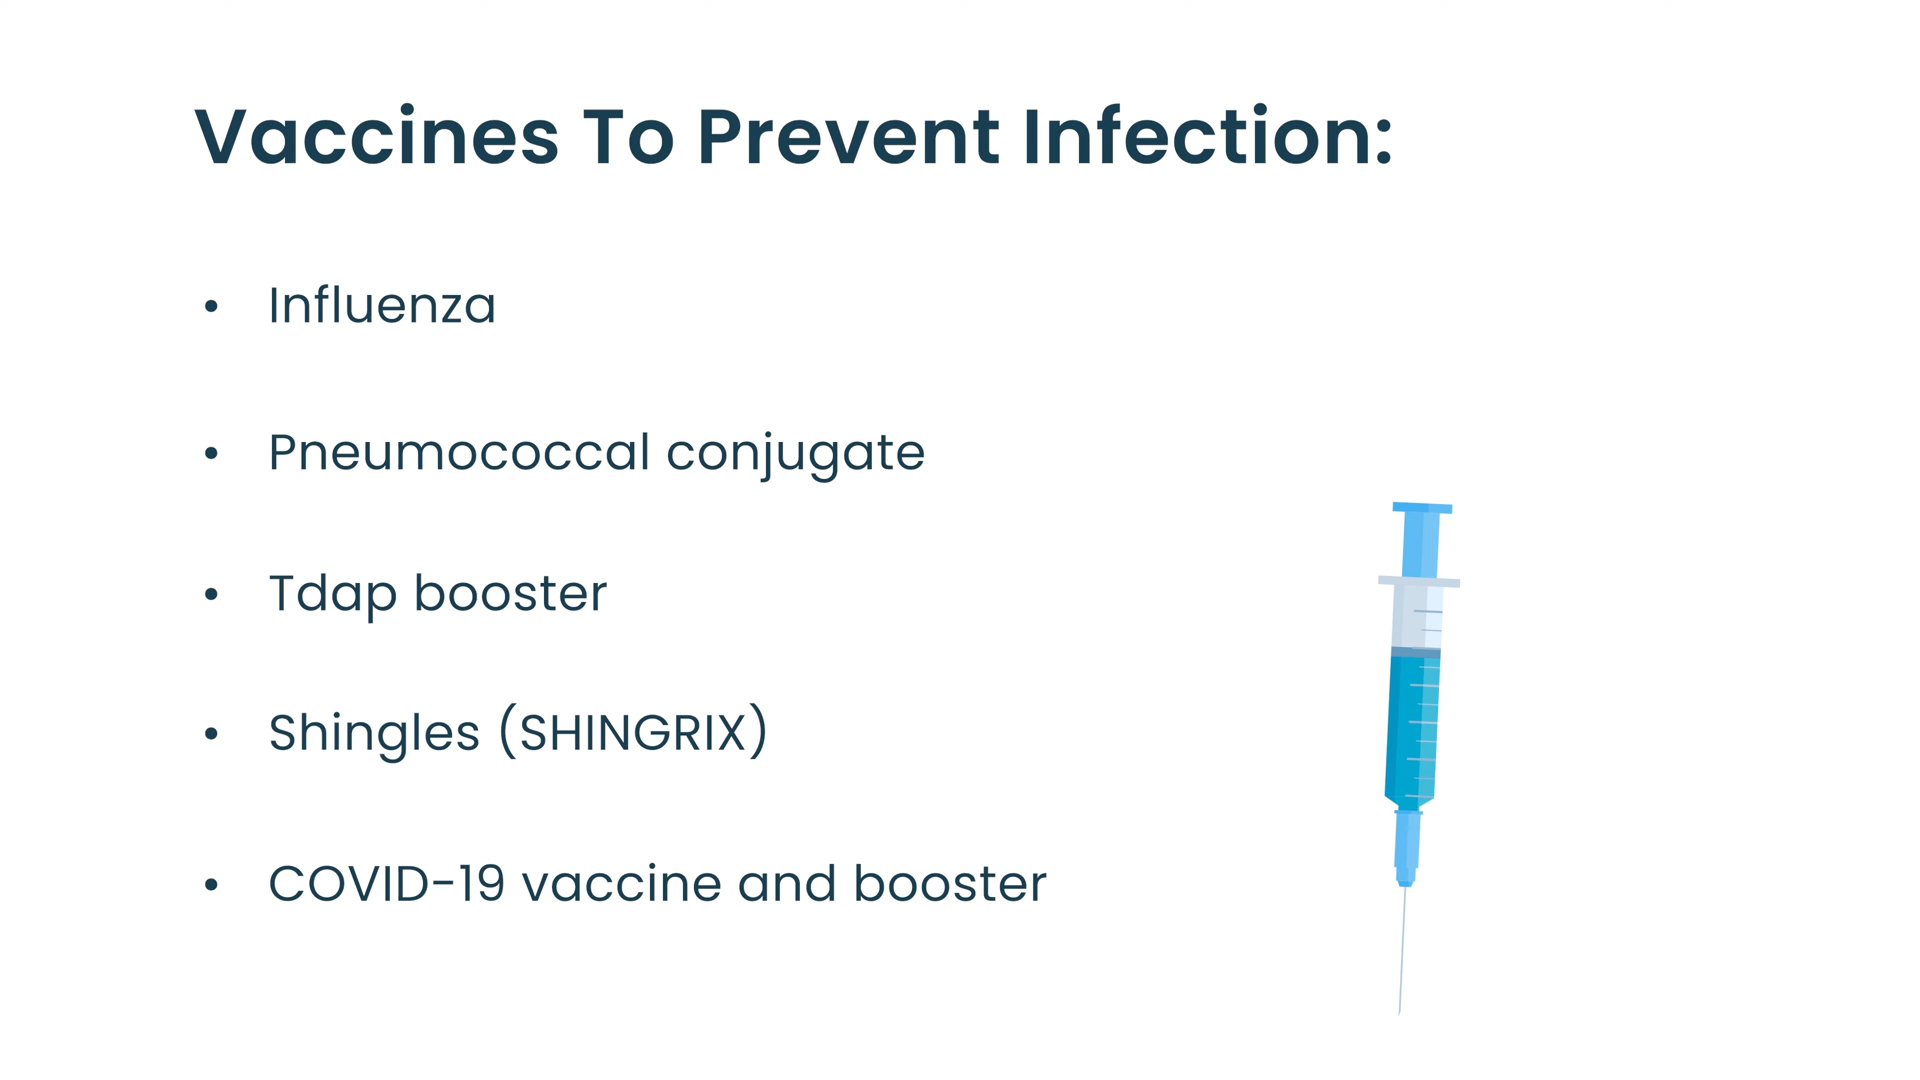 Vaccines To Prevent Infection:
• Influenza
• Pneumococcal conjugate
• Tdap booster
• Shingles (SHINGRIX)
• COVID-19 vaccine and booster